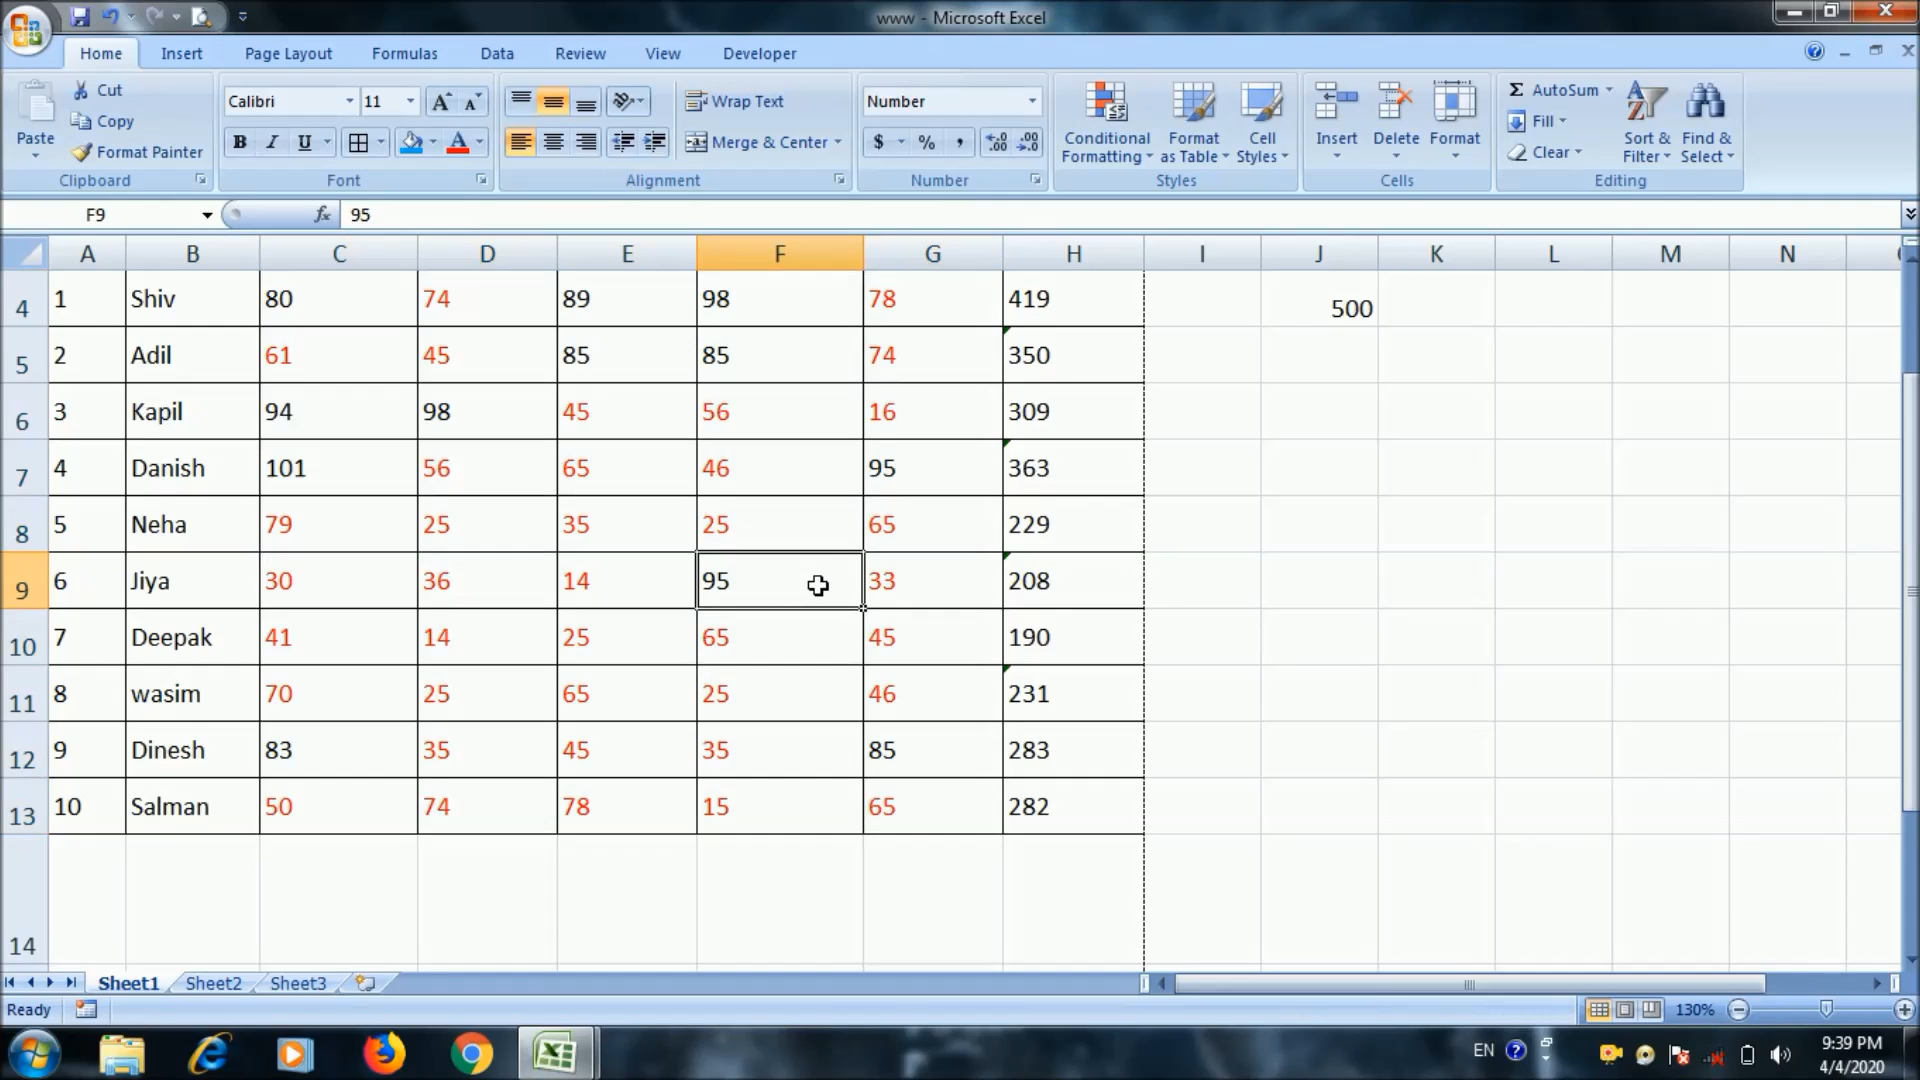 www - Microsoft Excel
Home Insert Page Layout Formulas Data Review View Developer
Paste
Cut
Copy
Format Painter
Clipboard
Calibri 11
B I U
Font
Wrap Text
Merge & Center
Alignment
Number
$ % ,
Number
Conditional Formatting
Format as Table
Cell Styles
Styles
Insert Delete Format
Cells
AutoSum
Fill
Clear
Sort & Filter
Find & Select
Editing
F9 fx 95
A B C D E F G H I J K L M N
4 1 Shiv 80 74 89 98 78 419 500
5 2 Adil 61 45 85 85 74 350
6 3 Kapil 94 98 45 56 16 309
7 4 Danish 101 56 65 46 95 363
8 5 Neha 79 25 35 25 65 229
9 6 Jiya 30 36 14 95 33 208
10 7 Deepak 41 14 25 65 45 190
11 8 wasim 70 25 65 25 46 231
12 9 Dinesh 83 35 45 35 85 283
13 10 Salman 50 74 78 15 65 282
14
Sheet1 Sheet2 Sheet3
Ready 130%
EN 9:39 PM
4/4/2020